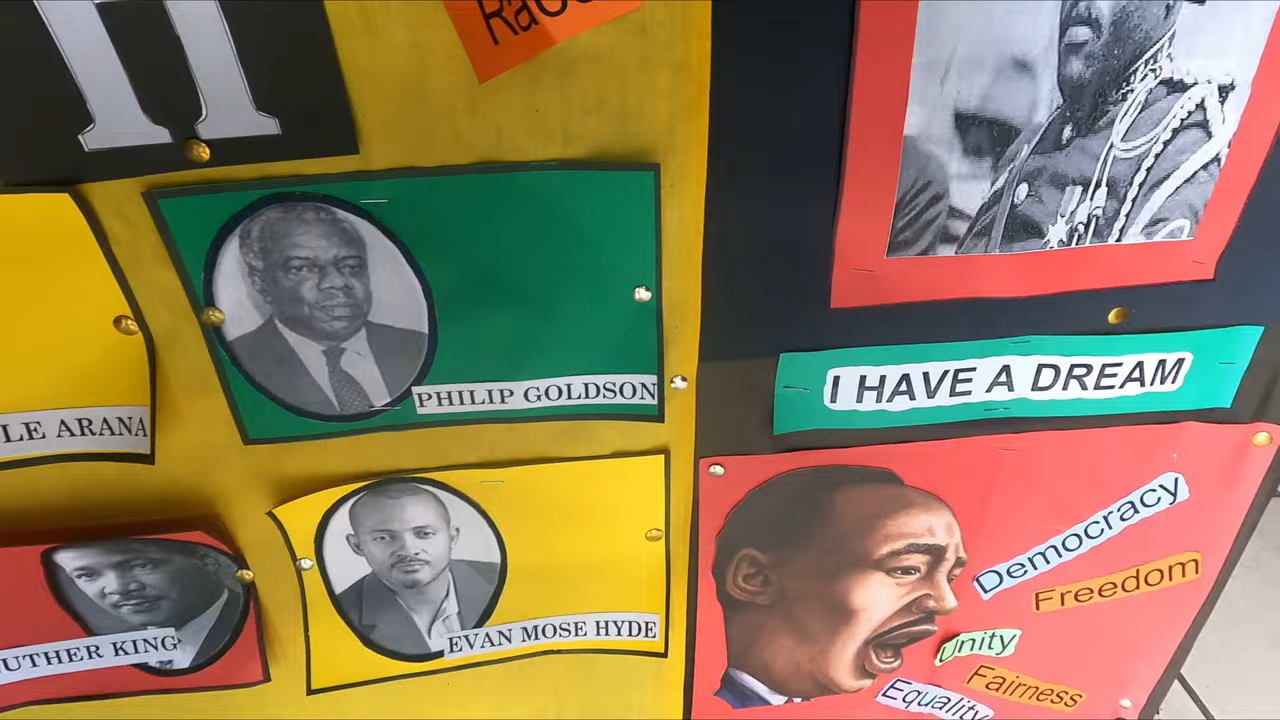 LE ARANA
PHILIP GOLDSON
UTHER KING
EVAN MOSE HYDE
I HAVE A DREAM
Democracy
Freedom
Unity
Fairness
Equality